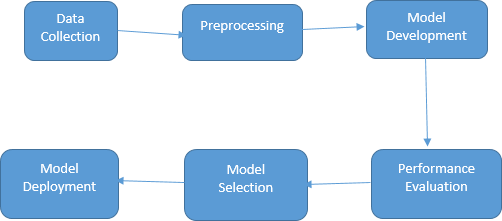 Data
Collection
Preprocessing
Model
Development
Performance
Evaluation
Model
Selection
Model
Deployment